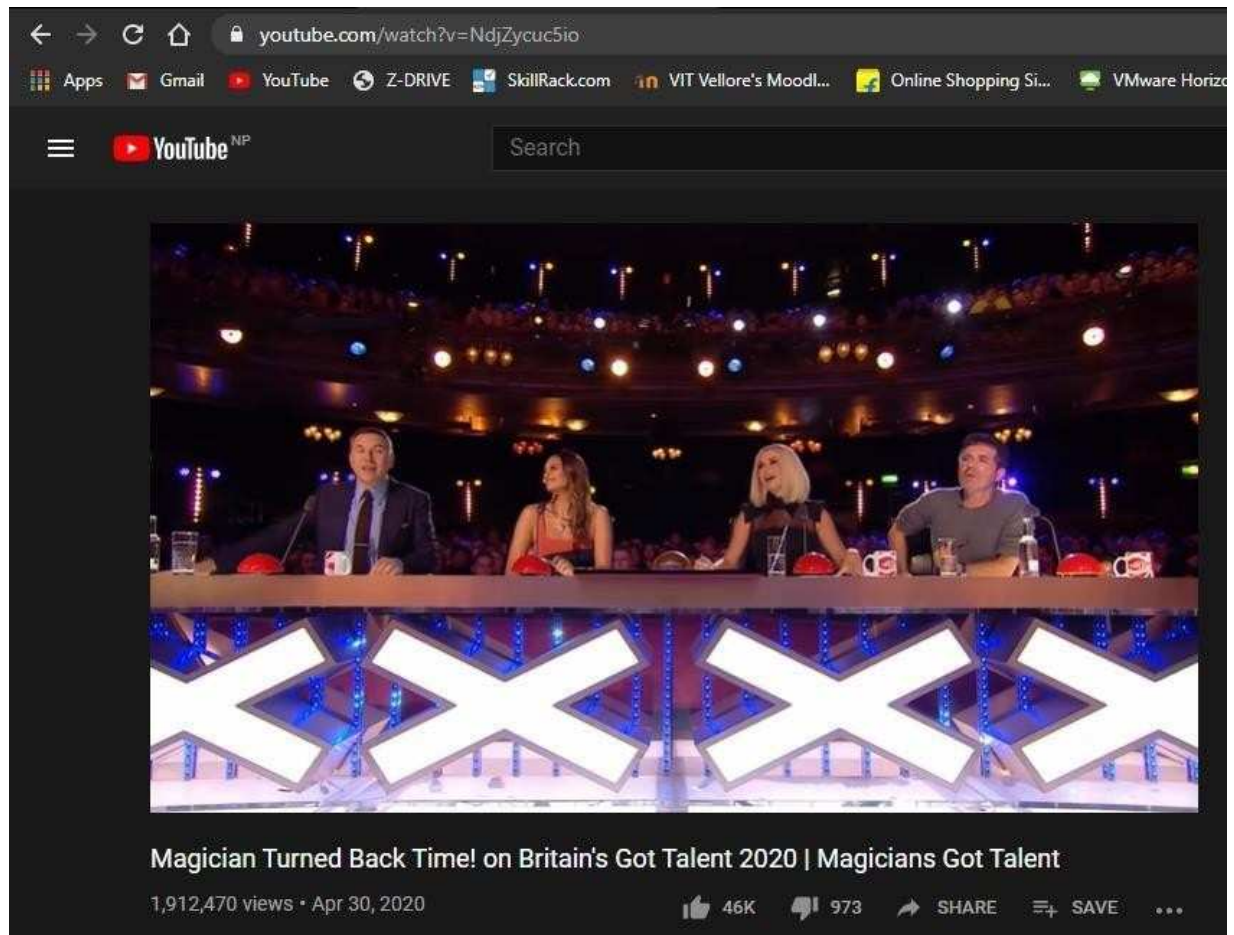 youtube.com/watch?v=NdjZycuc5io
Apps Gmail YouTube Z-DRIVE SkillRack.com VIT Vellore's Moodl... Online Shopping Si... VMware Horizo
YouTube NP Search
Magician Turned Back Time! on Britain's Got Talent 2020 | Magicians Got Talent
1,912,470 views • Apr 30, 2020 46K 973 SHARE SAVE ...